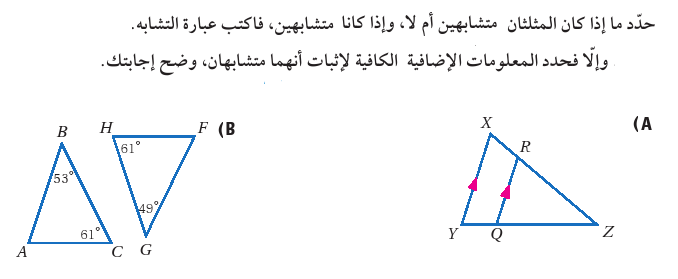 حدّد ما إذا كان المثلثان متشابهين أم لا، وإذا كانا متشابهين، فاكتب عبارة التشابه.
وإلّا فحدد المعلومات الإضافية الكافية لإثبات أنهما متشابهان، وضح إجابتك.
(A
X
R
Y
Q
Z
(B
B
53°
61°
A
C
H
F
61°
49°
G